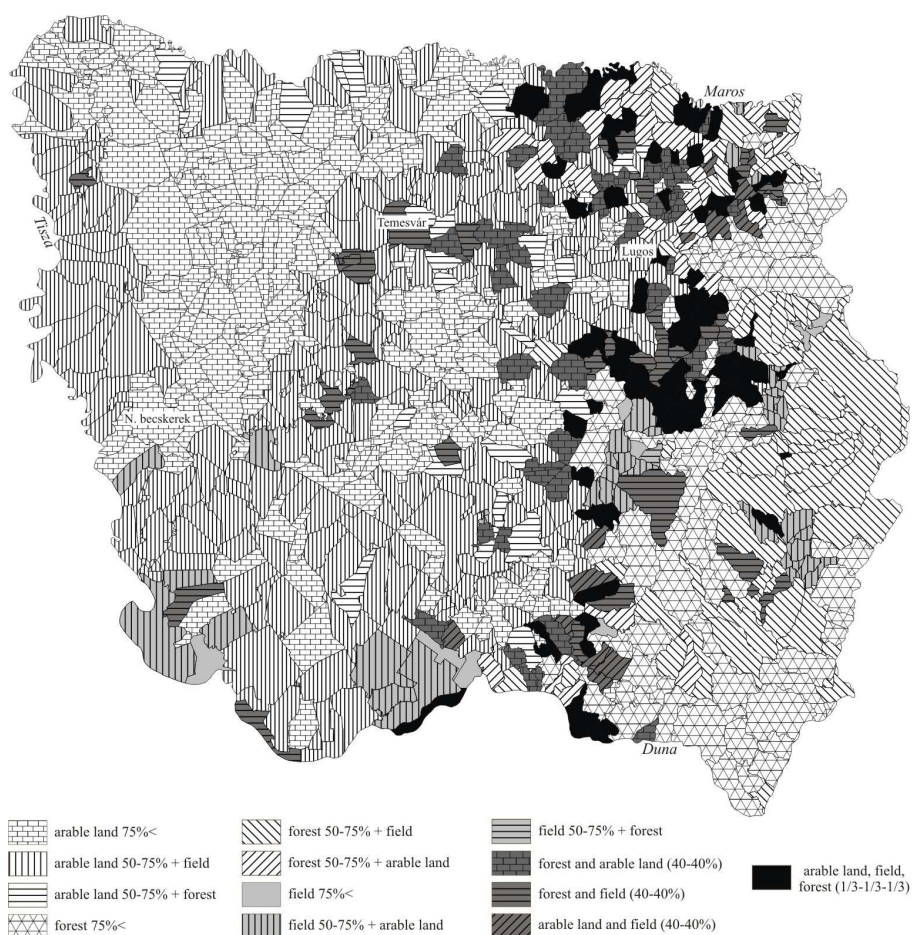 Maros
Tisza
Temesvár
Lugos
N. becskerek
Duna
arable land 75%<
arable land 50-75% + field
arable land 50-75% + forest
forest 75%<
forest 50-75% + field
forest 50-75% + arable land
field 75%<
field 50-75% + arable land
field 50-75% + forest
forest and arable land (40-40%)
forest and field (40-40%)
arable land and field (40-40%)
arable land, field,
forest (1/3-1/3-1/3)